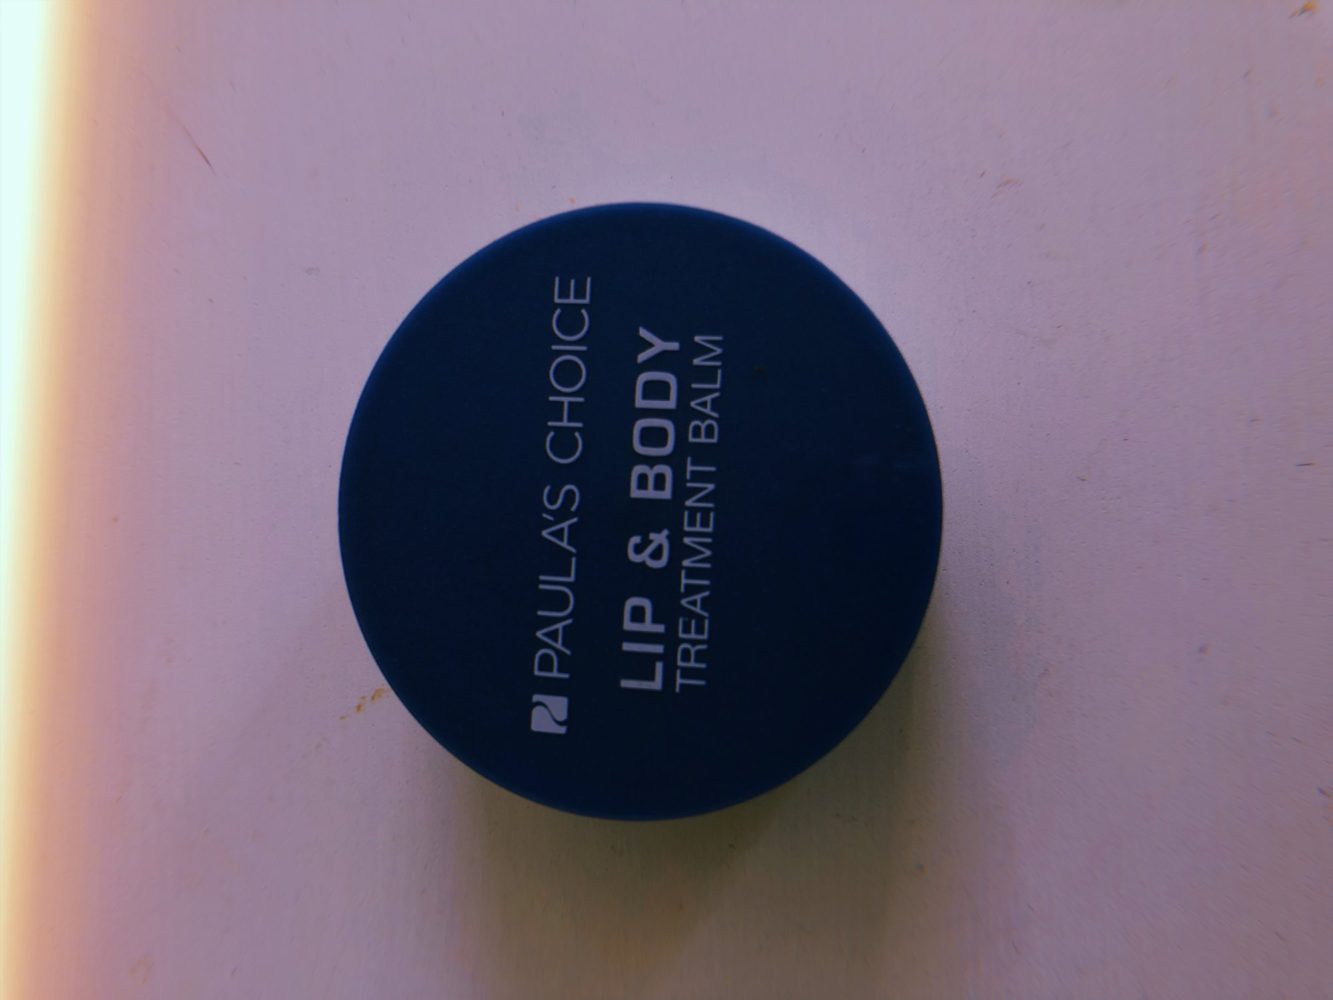 PAULA'S CHOICE
LIP & BODY
TREATMENT BALM